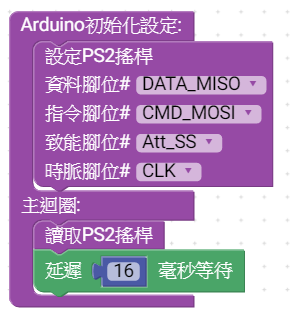 Arduino初始化設定:
設定PS2搖桿
資料腳位# DATA_MISO
指令腳位# CMD_MOSI
致能腳位# Att_SS
時脈腳位# CLK
主迴圈:
讀取PS2搖桿
延遲 16 毫秒等待